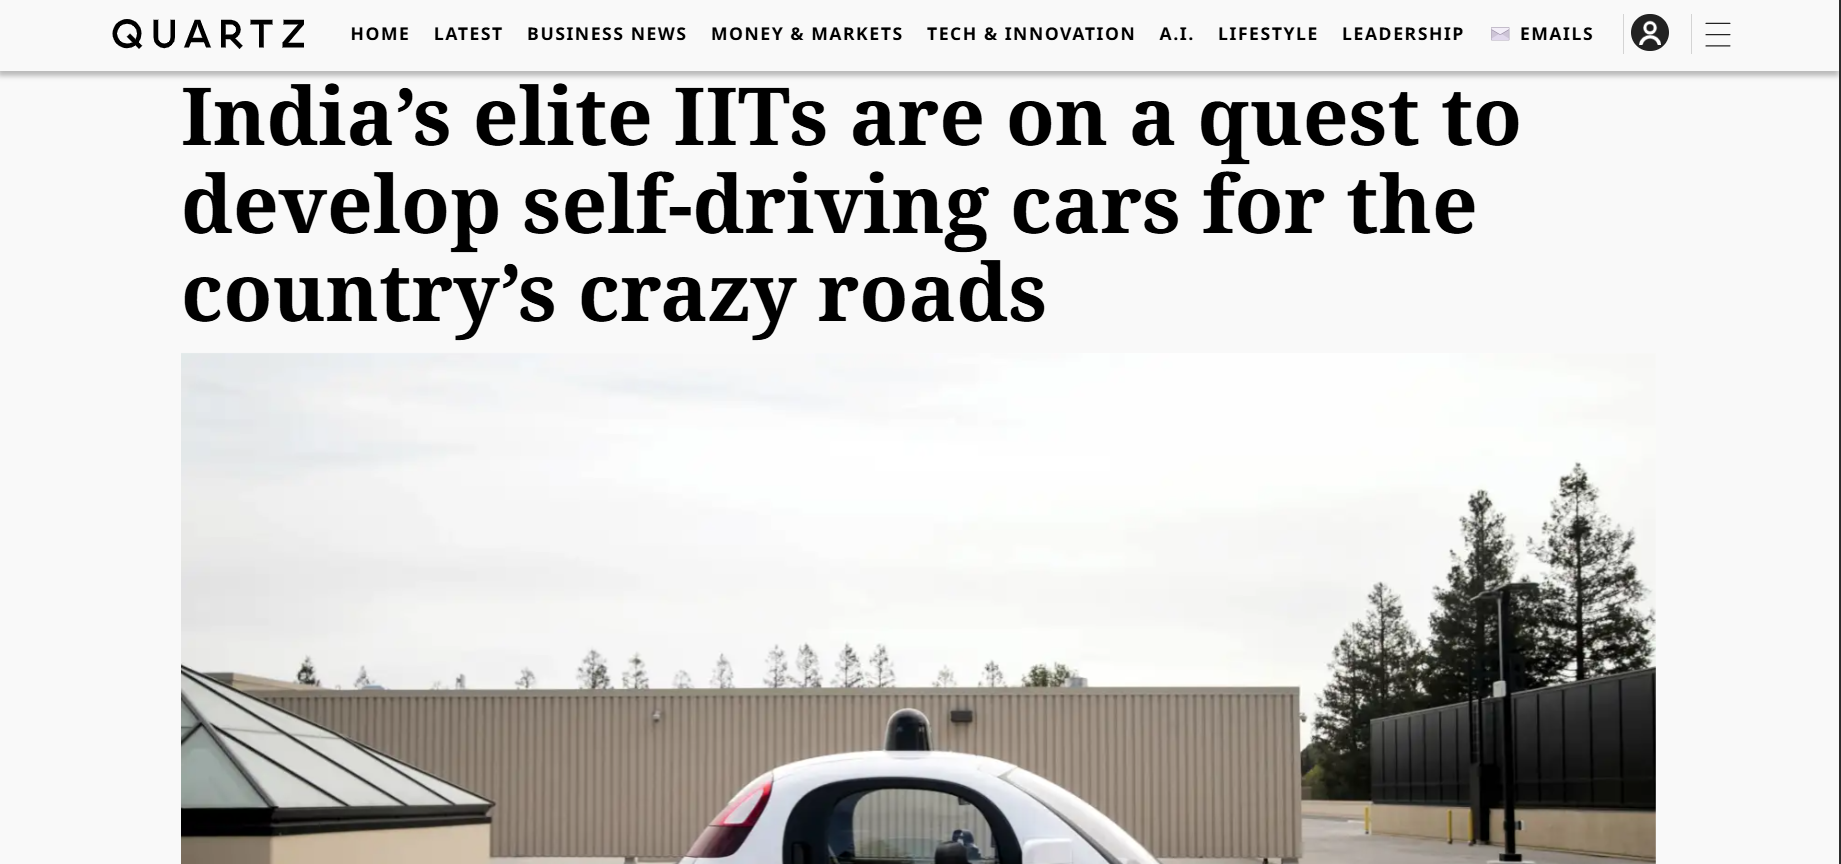 QUARTZ HOME LATEST BUSINESS NEWS MONEY & MARKETS TECH & INNOVATION A.I. LIFESTYLE LEADERSHIP EMAILS
India’s elite IITs are on a quest to
develop self-driving cars for the
country’s crazy roads